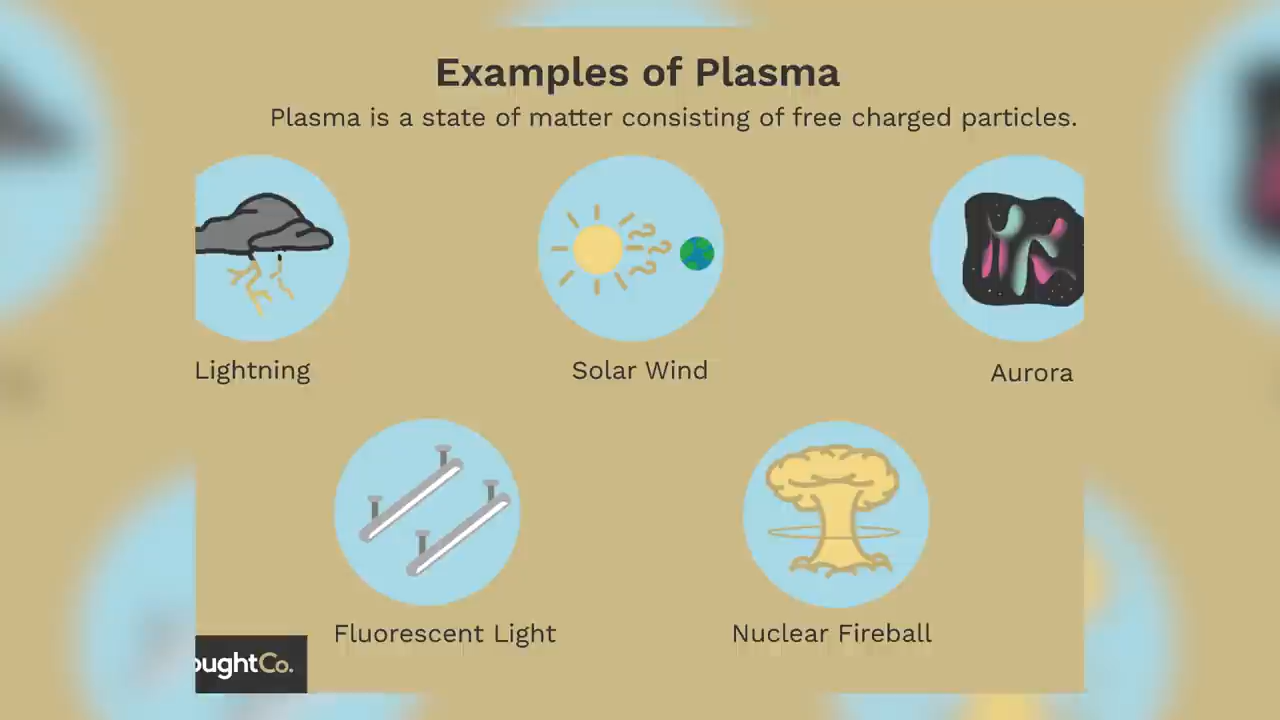 Examples of Plasma
Plasma is a state of matter consisting of free charged particles.
Lightning
Solar Wind
Aurora
Fluorescent Light
Nuclear Fireball
oughtCo.